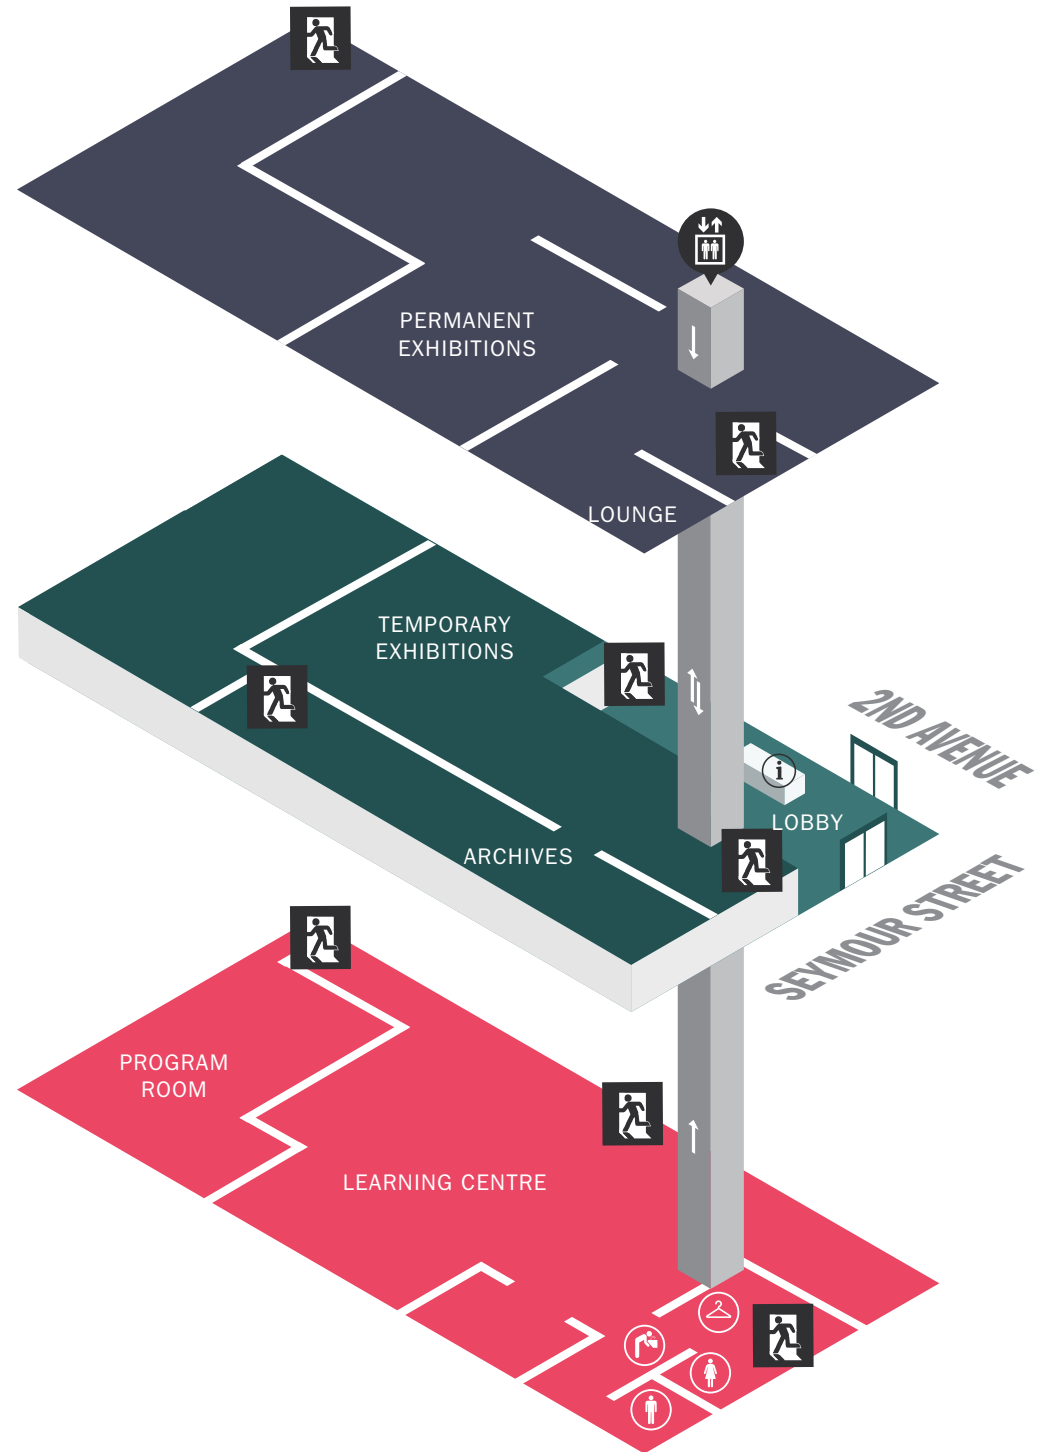 PERMANENT
EXHIBITIONS
LOUNGE
TEMPORARY
EXHIBITIONS
2ND AVENUE
i
LOBBY
ARCHIVES
SEYMOUR STREET
PROGRAM
ROOM
LEARNING CENTRE